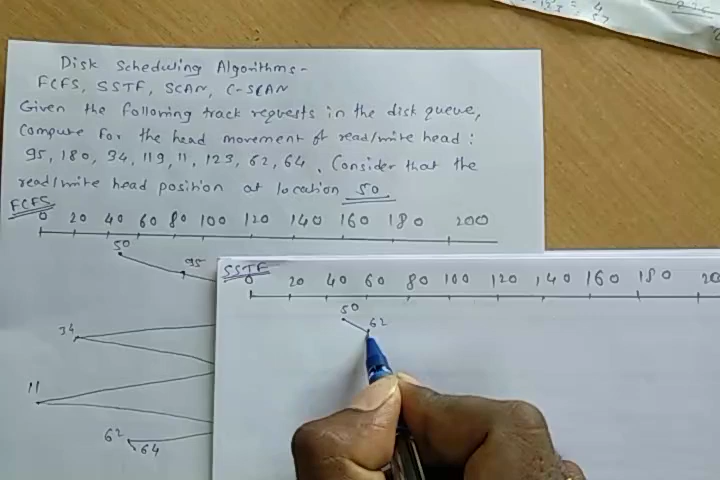 Disk Scheduling Algorithms-
FCFS, SSTF, SCAN, C-SCAN
Given the following track requests in the disk queue,
Compute for the head movement of read/write head:
95, 180, 34, 119, 11, 123, 62, 64. Consider that the
read/write head position at location 50
FCFS
0 20 40 60 80 100 120 140 160 180 200
50
95
34
11
62
64
SSTF
0 20 40 60 80 100 120 140 160 180 20
50
62